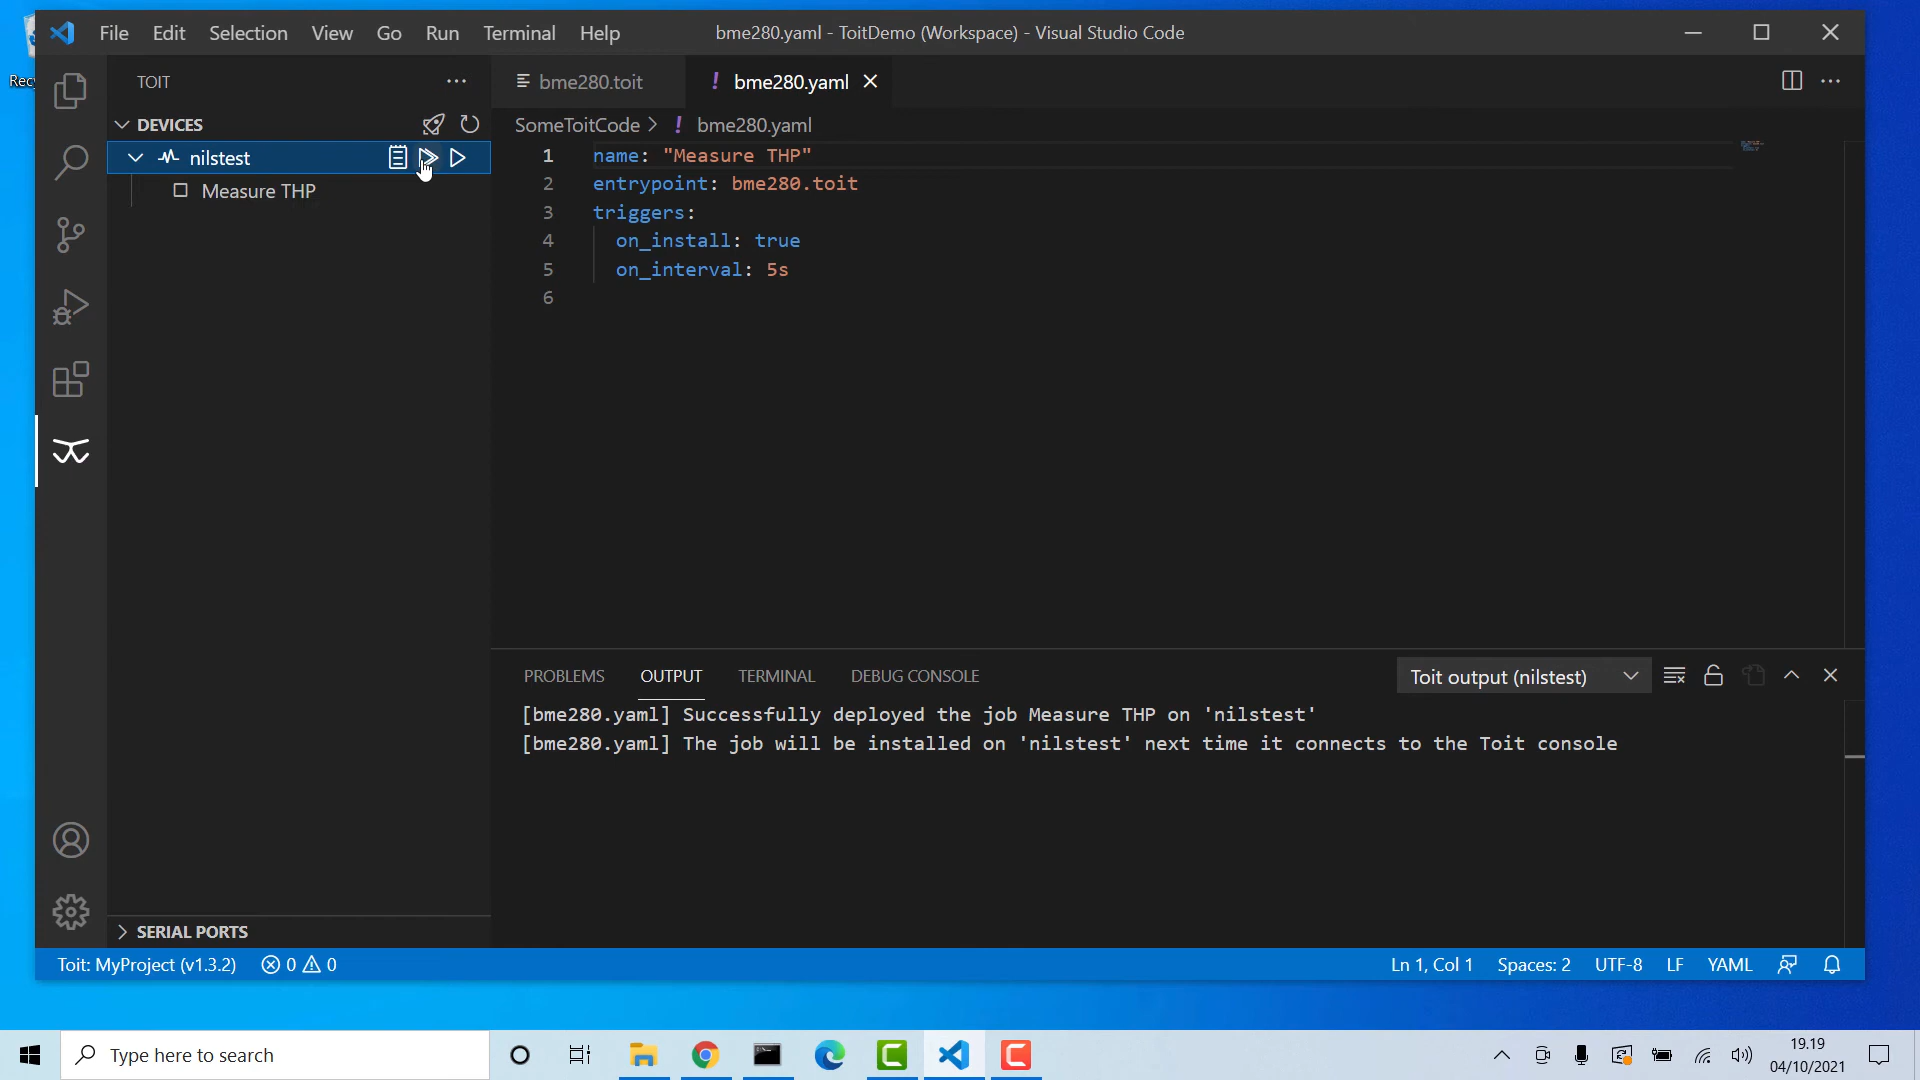 File Edit Selection View Go Run Terminal Help
bme280.yaml - ToitDemo (Workspace) - Visual Studio Code
TOIT
bme280.toit
! bme280.yaml
DEVICES
SomeToitCode > ! bme280.yaml
nilstest
Measure THP
1 name: "Measure THP"
2 entrypoint: bme280.toit
3 triggers:
4 on_install: true
5 on_interval: 5s
6
PROBLEMS OUTPUT TERMINAL DEBUG CONSOLE
Toit output (nilstest)
[bme280.yaml] Successfully deployed the job Measure THP on 'nilstest'
[bme280.yaml] The job will be installed on 'nilstest' next time it connects to the Toit console
SERIAL PORTS
Toit: MyProject (v1.3.2) 0 0
Ln 1, Col 1 Spaces: 2 UTF-8 LF YAML
Type here to search
19.19
04/10/2021